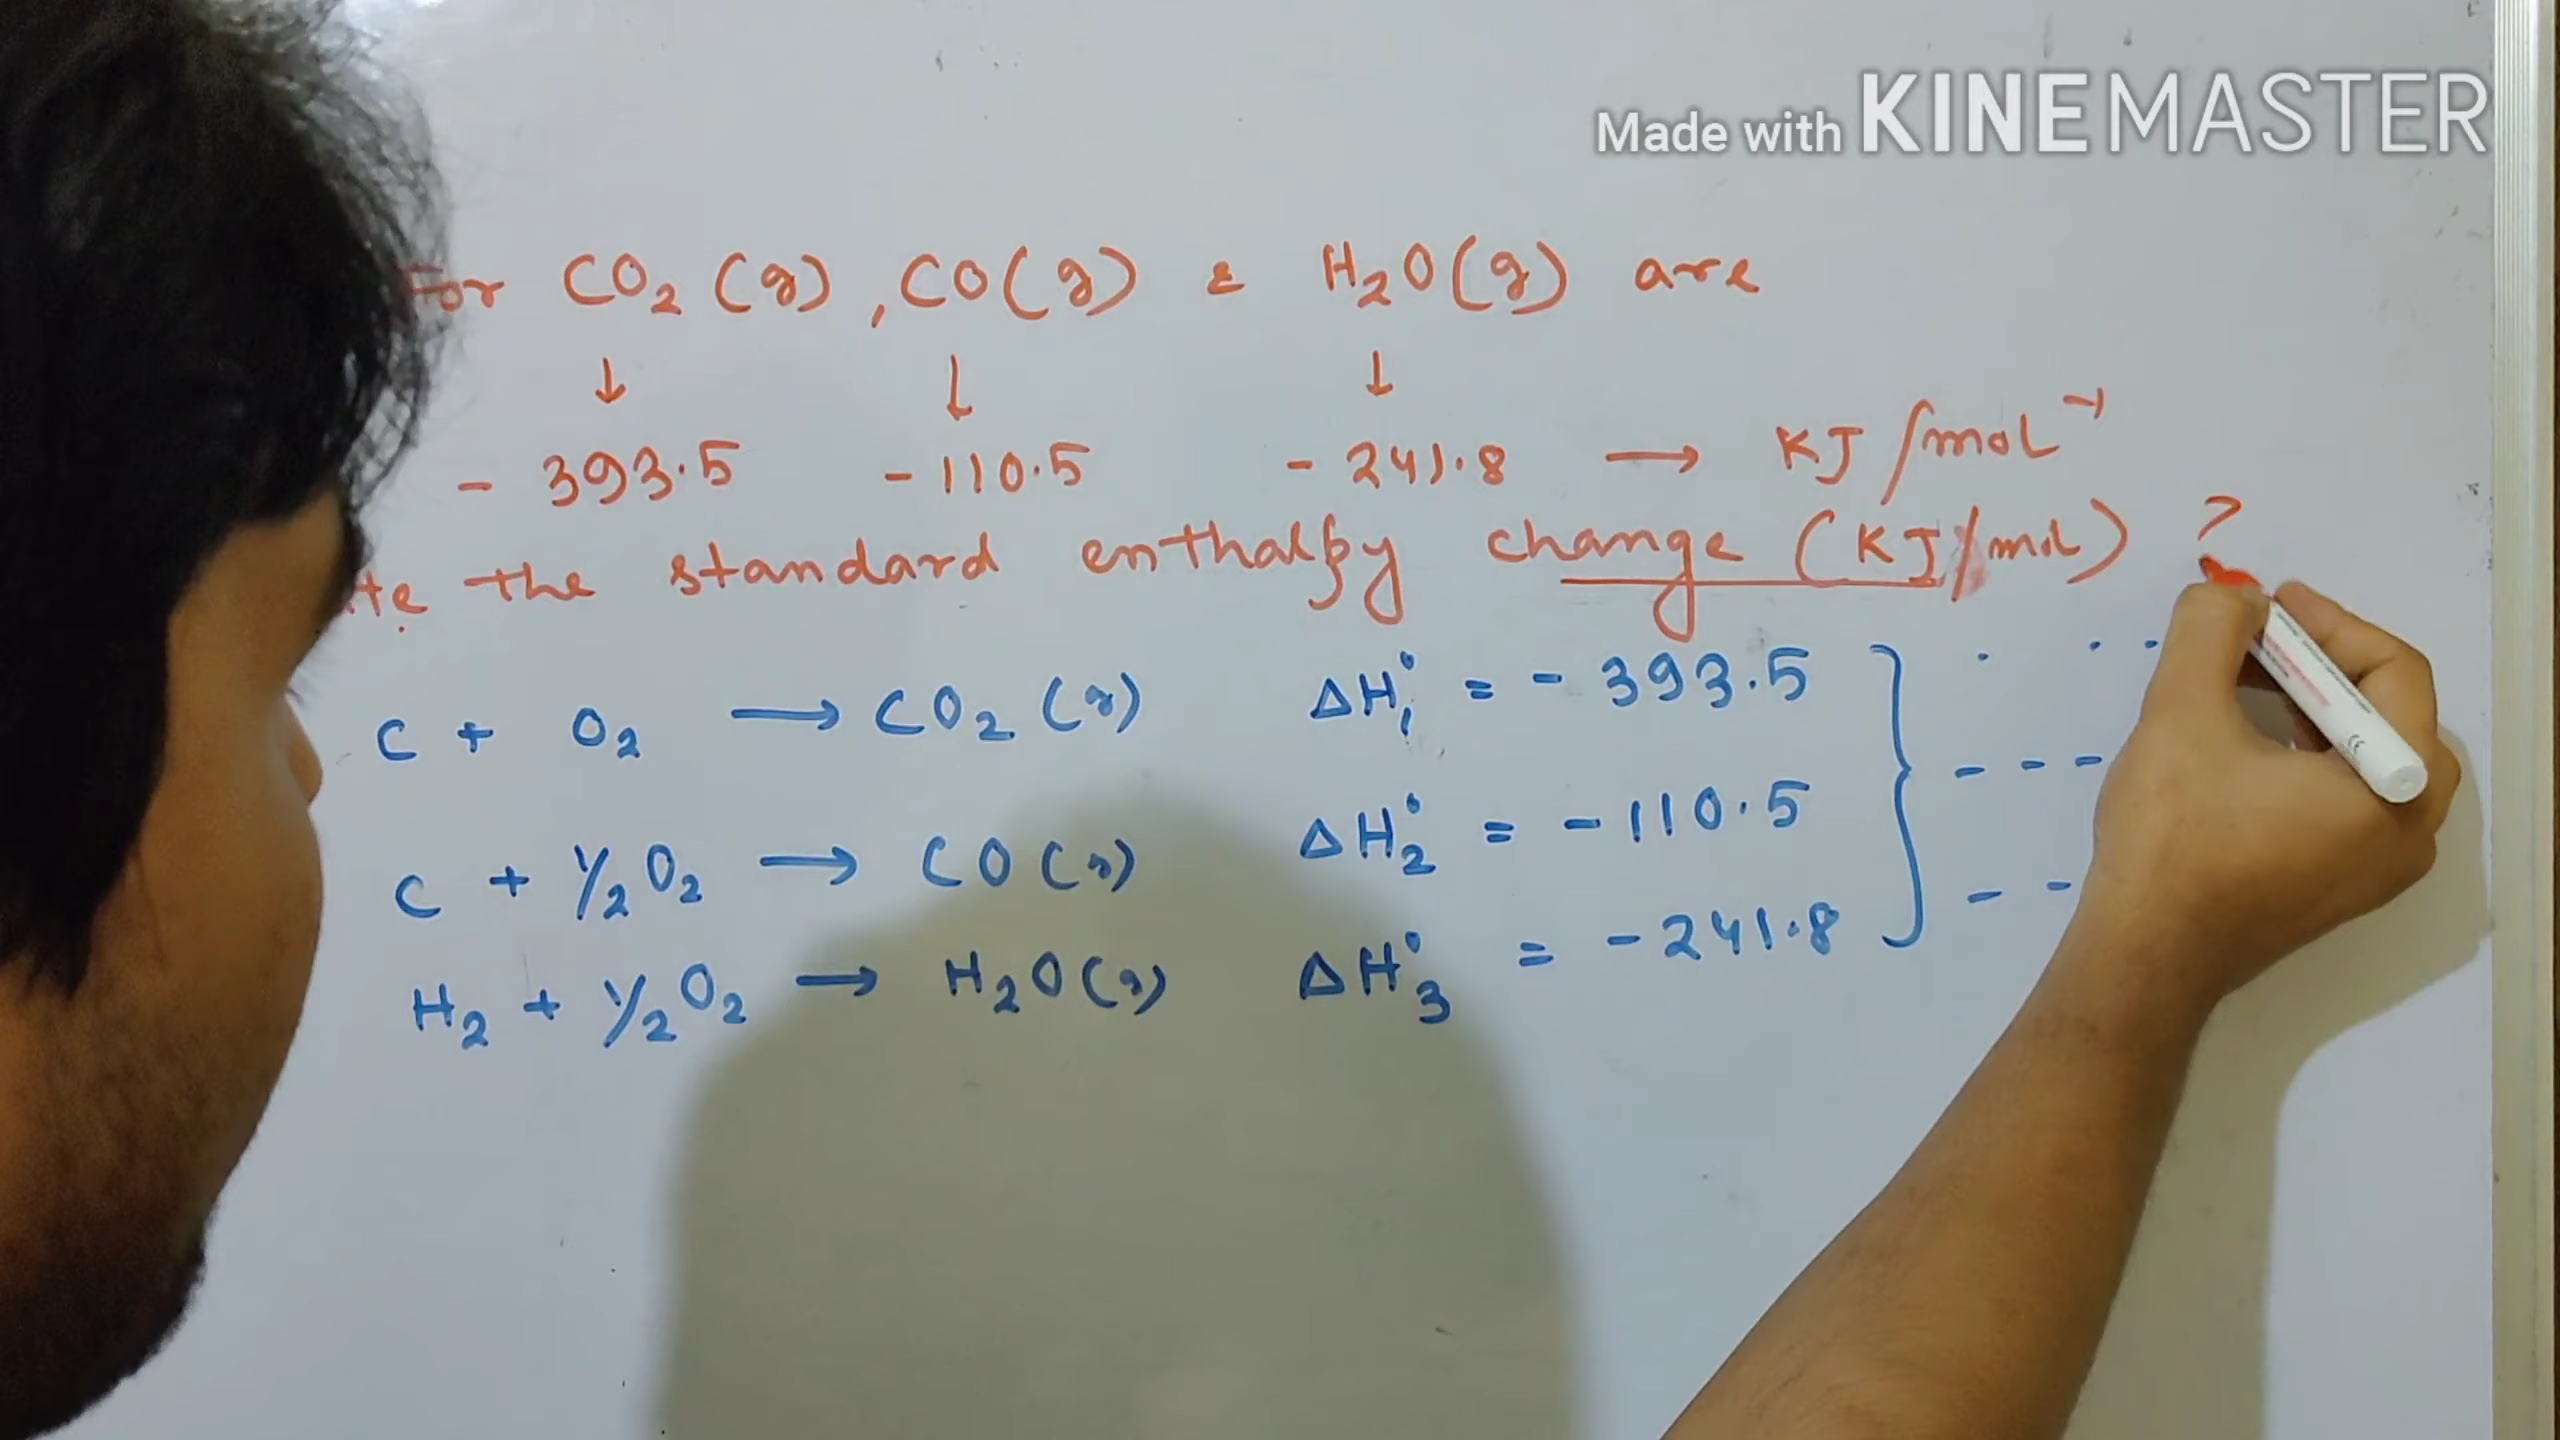 Made with KINEMASTER
For CO₂ (g), CO(g) & H₂O(g) are
↓ ↓ ↓
- 393.5 - 110.5 - 241.8 → KJ/mol⁻¹
the standard enthalpy change (KJ/mol) ?
C + O₂ → CO₂ (g) ΔH₁° = - 393.5
C + 1/2 O₂ → CO (g) ΔH₂° = - 110.5
H₂ + 1/2 O₂ → H₂O (g) ΔH₃° = - 241.8